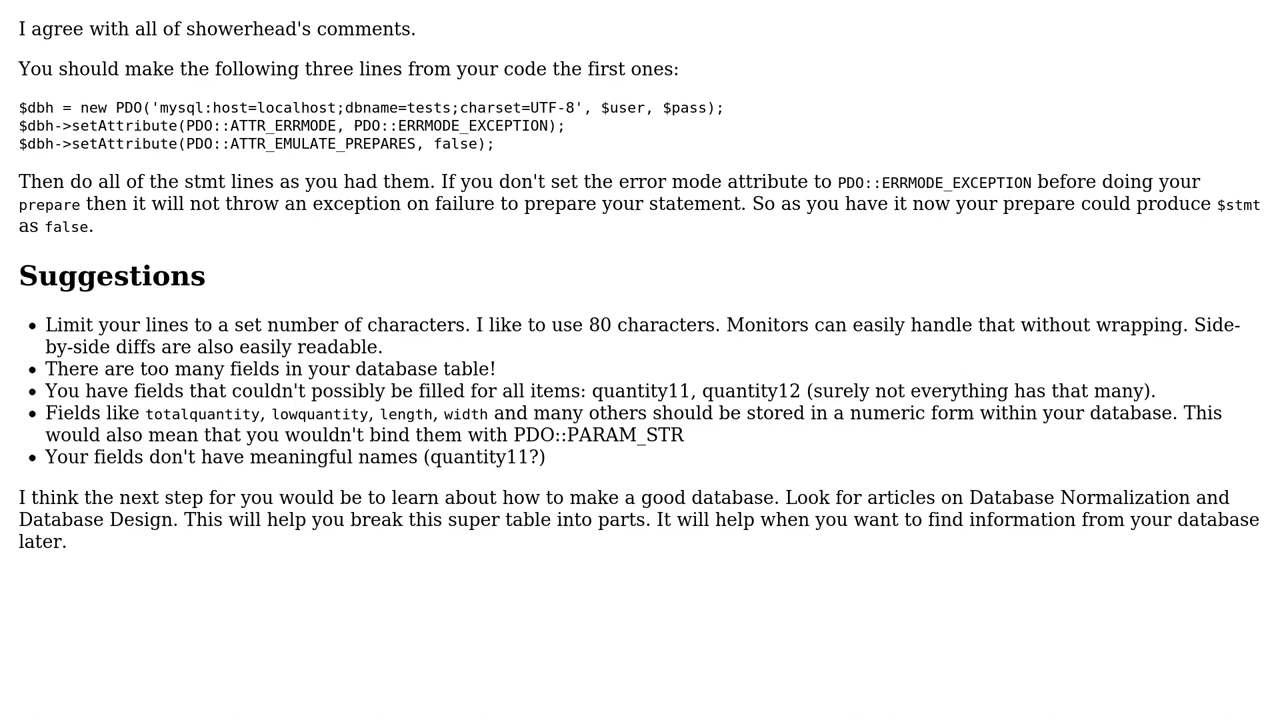 I agree with all of showerhead's comments.
You should make the following three lines from your code the first ones:
$dbh = new PDO('mysql:host=localhost;dbname=tests;charset=UTF-8', $user, $pass);
$dbh->setAttribute(PDO::ATTR_ERRMODE, PDO::ERRMODE_EXCEPTION);
$dbh->setAttribute(PDO::ATTR_EMULATE_PREPARES, false);
Then do all of the stmt lines as you had them. If you don't set the error mode attribute to PDO::ERRMODE_EXCEPTION before doing your
prepare then it will not throw an exception on failure to prepare your statement. So as you have it now your prepare could produce $stmt
as false.
Suggestions
• Limit your lines to a set number of characters. I like to use 80 characters. Monitors can easily handle that without wrapping. Side-
by-side diffs are also easily readable.
• There are too many fields in your database table!
• You have fields that couldn't possibly be filled for all items: quantity11, quantity12 (surely not everything has that many).
• Fields like totalquantity, lowquantity, length, width and many others should be stored in a numeric form within your database. This
would also mean that you wouldn't bind them with PDO::PARAM_STR
• Your fields don't have meaningful names (quantity11?)
I think the next step for you would be to learn about how to make a good database. Look for articles on Database Normalization and
Database Design. This will help you break this super table into parts. It will help when you want to find information from your database
later.